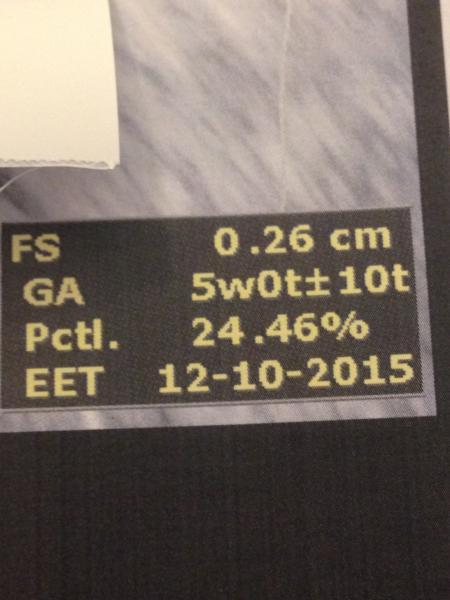 FS 0.26 cm
GA 5w0t±10t
Pctl. 24.46%
EET 12-10-2015